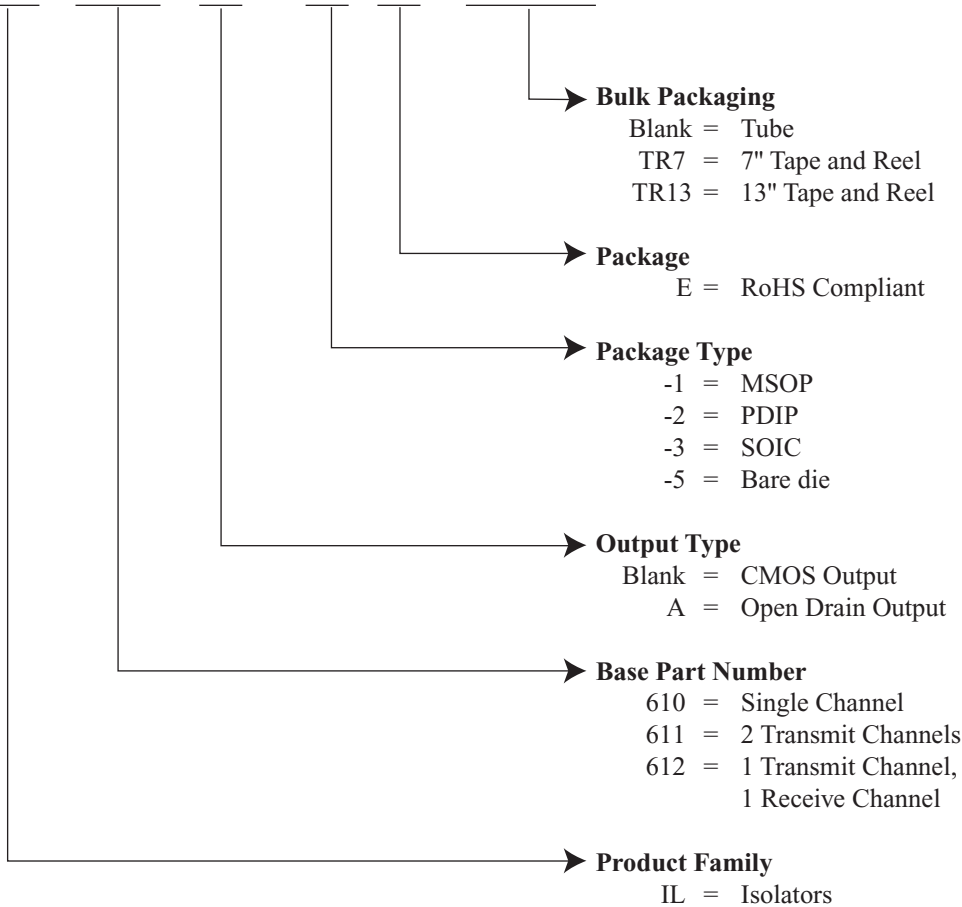 Bulk Packaging
Blank = Tube
TR7 = 7" Tape and Reel
TR13 = 13" Tape and Reel
Package
E = RoHS Compliant
Package Type
-1 = MSOP
-2 = PDIP
-3 = SOIC
-5 = Bare die
Output Type
Blank = CMOS Output
A = Open Drain Output
Base Part Number
610 = Single Channel
611 = 2 Transmit Channels
612 = 1 Transmit Channel,
1 Receive Channel
Product Family
IL = Isolators